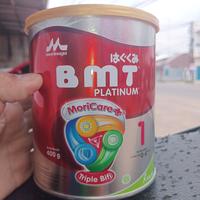 morinaga
はぐくみ
BMT
PLATINUM
MoriCare+
Triple Bifi
1
400 g